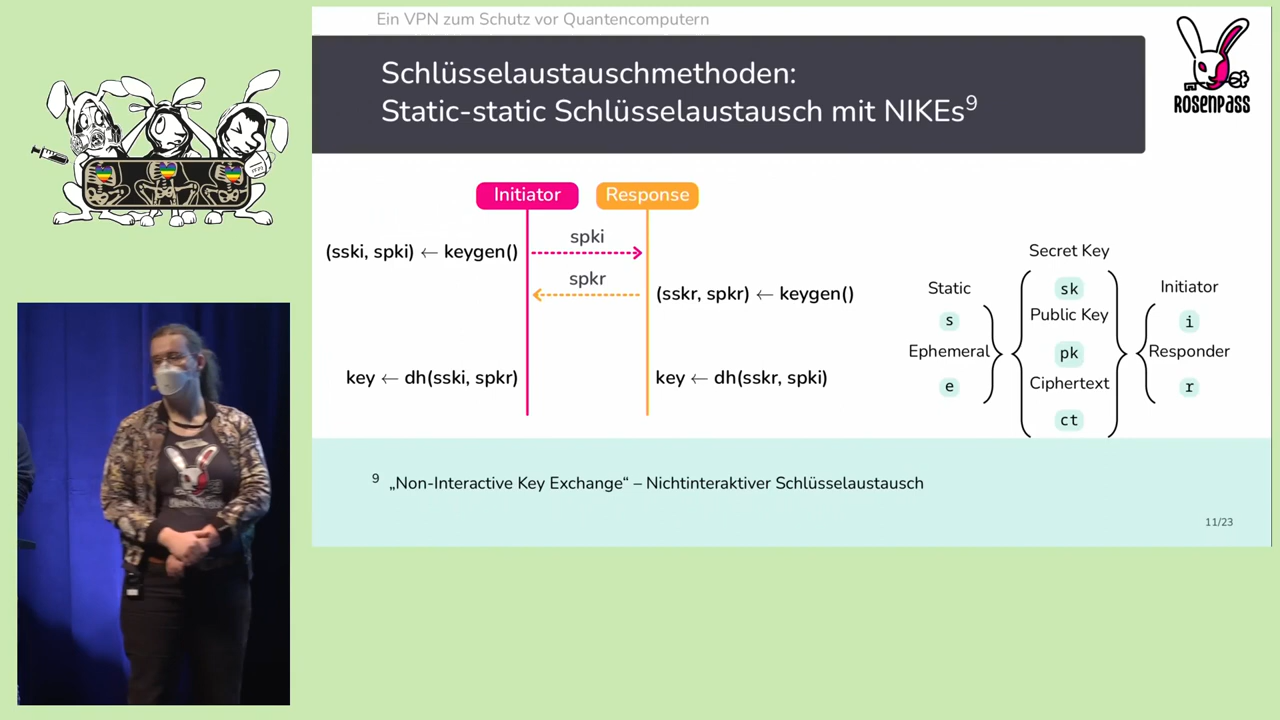 Ein VPN zum Schutz vor Quantencomputern
Schlüsselaustauschmethoden:
Static-static Schlüsselaustausch mit NIKEs⁹
ROSENPASS
Initiator
Response
spki
(sski, spki) ← keygen()
spkr
(sskr, spkr) ← keygen()
key ← dh(sski, spkr)
key ← dh(sskr, spki)
Secret Key
Static
sk
Initiator
s
Public Key
i
Ephemeral
pk
Responder
e
Ciphertext
r
ct
⁹ „Non-Interactive Key Exchange“ – Nichtinteraktiver Schlüsselaustausch
11/23